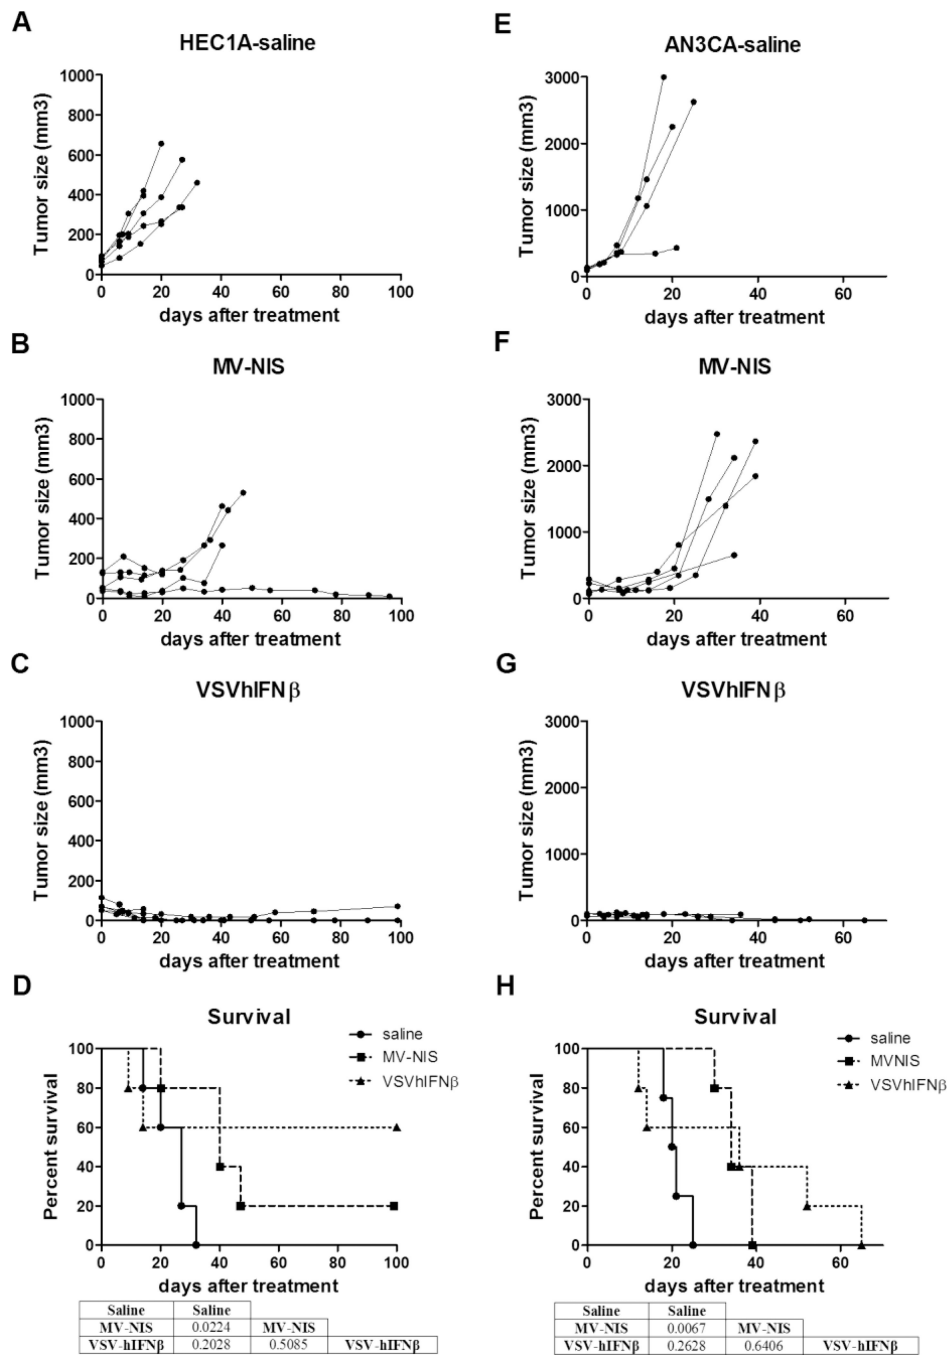 A
HEC1A-saline
Tumor size (mm3)
1000
800
600
400
200
0
0 20 40 60 80 100
days after treatment
E
AN3CA-saline
Tumor size (mm3)
3000
2000
1000
0
0 20 40 60
days after treatment
B
MV-NIS
Tumor size (mm3)
1000
800
600
400
200
0
0 20 40 60 80 100
days after treatment
F
MV-NIS
Tumor size (mm3)
3000
2000
1000
0
0 20 40 60
days after treatment
C
VSVhIFNβ
Tumor size (mm3)
1000
800
600
400
200
0
0 20 40 60 80 100
days after treatment
G
VSVhIFNβ
Tumor size (mm3)
3000
2000
1000
0
0 20 40 60
days after treatment
D
Survival
saline
MV-NIS
VSVhIFNβ
Percent survival
100
80
60
40
20
0
0 20 40 60 80 100
days after treatment
Saline Saline
MV-NIS 0.0224 MV-NIS
VSV-hIFNβ 0.2028 0.5085 VSV-hIFNβ
H
Survival
saline
MVNIS
VSVhIFNβ
Percent survival
100
80
60
40
20
0
0 20 40 60
days after treatment
Saline Saline
MV-NIS 0.0067 MV-NIS
VSV-hIFNβ 0.2628 0.6406 VSV-hIFNβ